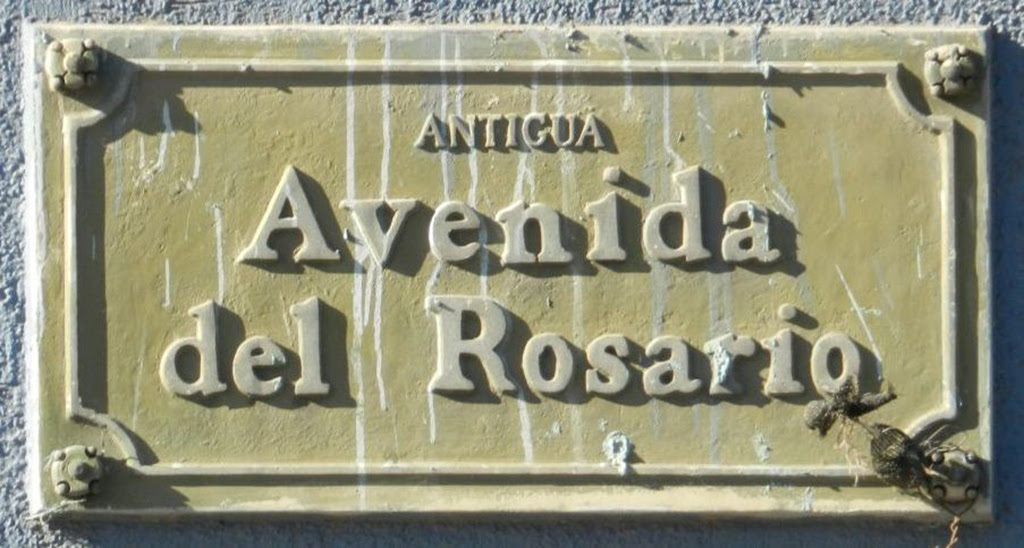 ANTIGUA
Avenida
del Rosario